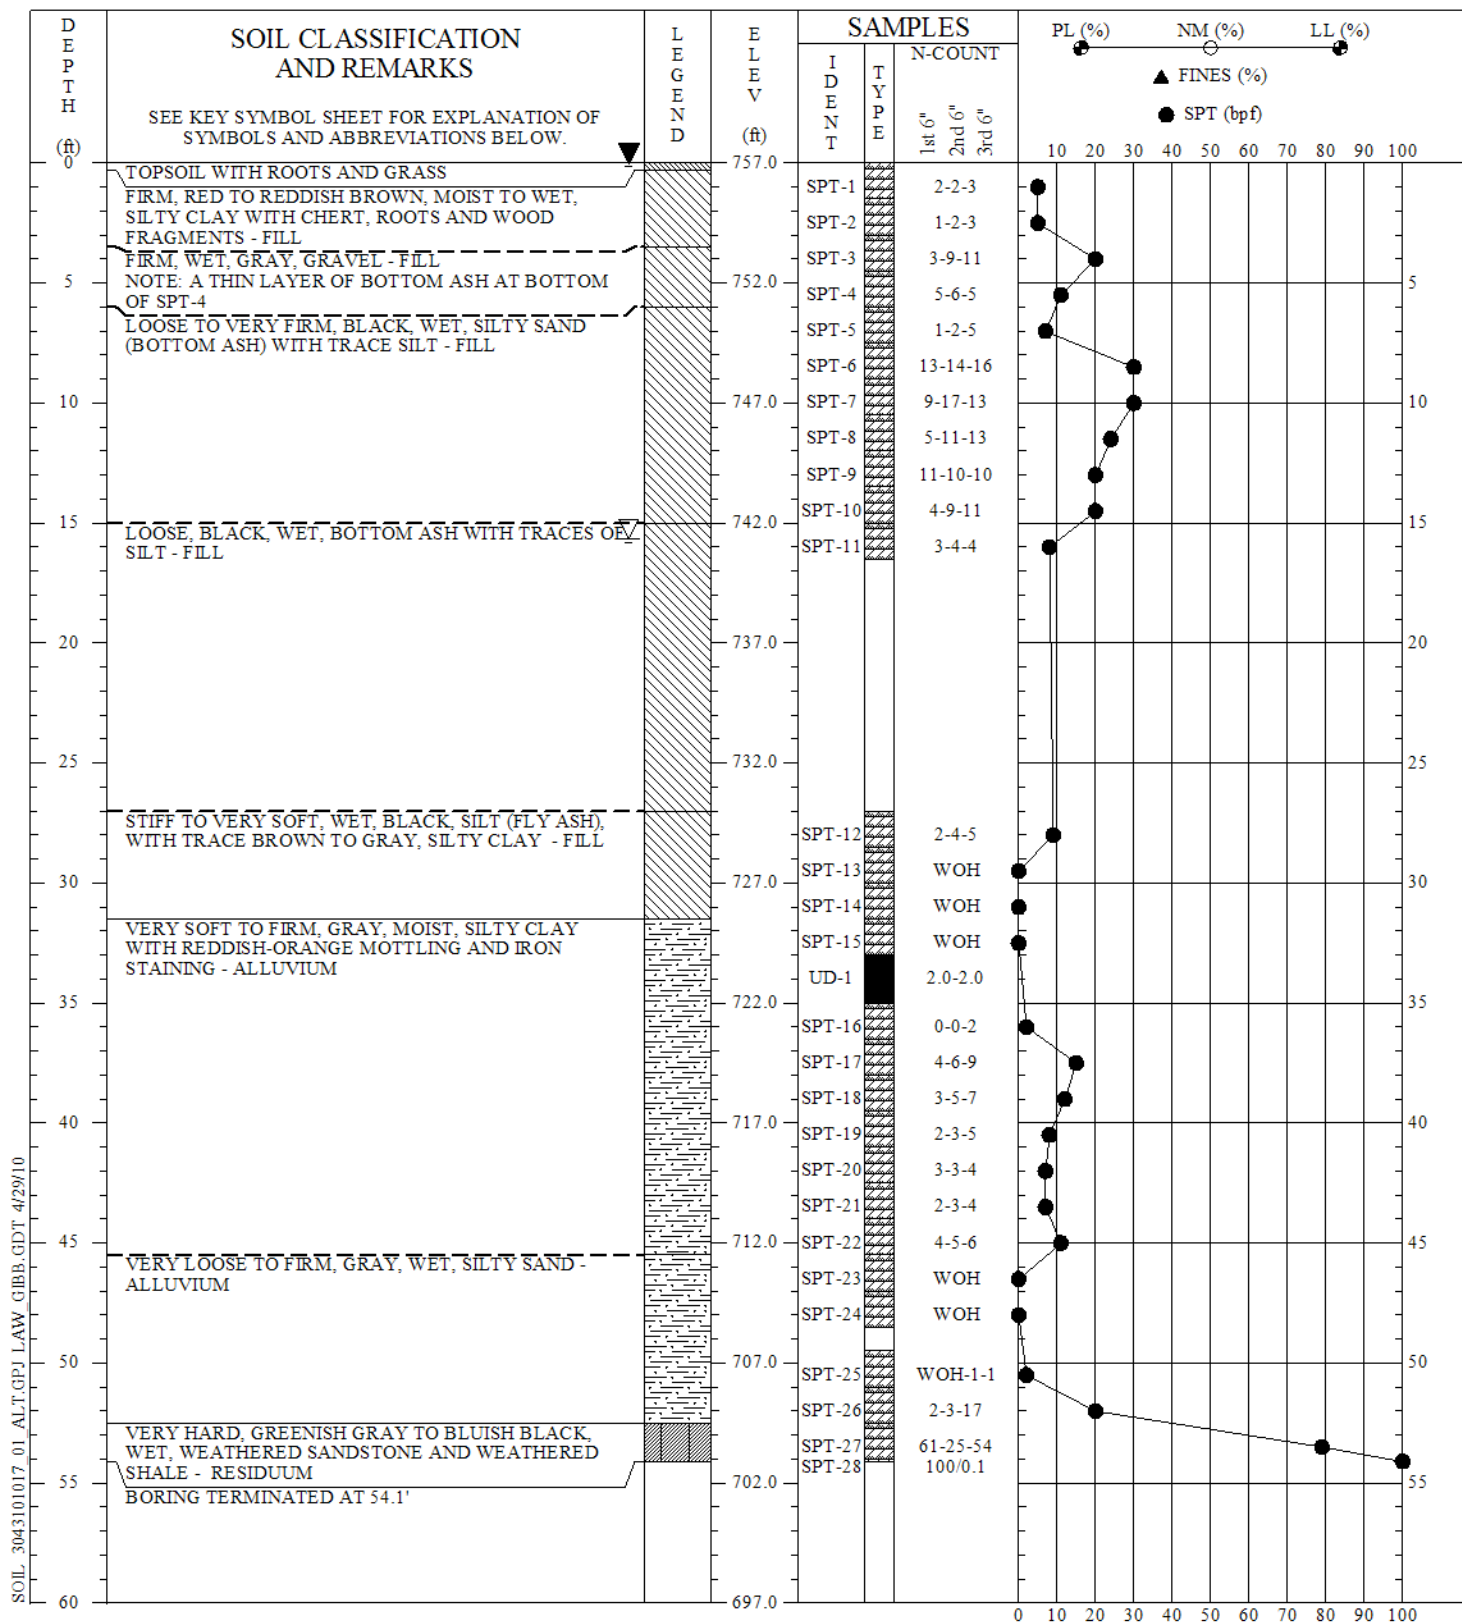 DEPTH
(ft)
SOIL CLASSIFICATION
AND REMARKS
SEE KEY SYMBOL SHEET FOR EXPLANATION OF
SYMBOLS AND ABBREVIATIONS BELOW.
LEGEND
ELEV
(ft)
SAMPLES
IDENT
TYPE
N-COUNT
1st 6"
2nd 6"
3rd 6"
PL (%) NM (%) LL (%)
FINES (%)
SPT (bpf)
10 20 30 40 50 60 70 80 90 100
0 757.0
TOPSOIL WITH ROOTS AND GRASS
SPT-1 2-2-3
FIRM, RED TO REDDISH BROWN, MOIST TO WET,
SILTY CLAY WITH CHERT, ROOTS AND WOOD
SPT-2 1-2-3
FRAGMENTS - FILL
FIRM, WET, GRAY, GRAVEL - FILL
SPT-3 3-9-11
NOTE: A THIN LAYER OF BOTTOM ASH AT BOTTOM
5 752.0 5
OF SPT-4
SPT-4 5-6-5
LOOSE TO VERY FIRM, BLACK, WET, SILTY SAND
SPT-5 1-2-5
(BOTTOM ASH) WITH TRACE SILT - FILL
SPT-6 13-14-16
10 747.0 SPT-7 9-17-13 10
SPT-8 5-11-13
SPT-9 11-10-10
SPT-10 4-9-11
15 742.0 15
LOOSE, BLACK, WET, BOTTOM ASH WITH TRACES OF
SILT - FILL
SPT-11 3-4-4
20 737.0 20
25 732.0 25
STIFF TO VERY SOFT, WET, BLACK, SILT (FLY ASH),
WITH TRACE BROWN TO GRAY, SILTY CLAY - FILL
SPT-12 2-4-5
SPT-13 WOH
30 727.0 30
SPT-14 WOH
VERY SOFT TO FIRM, GRAY, MOIST, SILTY CLAY
WITH REDDISH-ORANGE MOTTLING AND IRON
SPT-15 WOH
STAINING - ALLUVIUM
UD-1 2.0-2.0
35 722.0 35
SPT-16 0-0-2
SPT-17 4-6-9
SPT-18 3-5-7
40 717.0 40
SPT-19 2-3-5
SPT-20 3-3-4
SPT-21 2-3-4
45 712.0 SPT-22 4-5-6 45
VERY LOOSE TO FIRM, GRAY, WET, SILTY SAND -
ALLUVIUM
SPT-23 WOH
SPT-24 WOH
50 707.0 50
SPT-25 WOH-1-1
SPT-26 2-3-17
VERY HARD, GREENISH GRAY TO BLUISH BLACK,
WET, WEATHERED SANDSTONE AND WEATHERED
SPT-27 61-25-54
SHALE - RESIDUUM
SPT-28 100/0.1
55 702.0 55
BORING TERMINATED AT 54.1'
60 697.0
0 10 20 30 40 50 60 70 80 90 100
SOIL 3043101017_01_ALT.GPJ LAW_GIBB.GDT 4/29/10